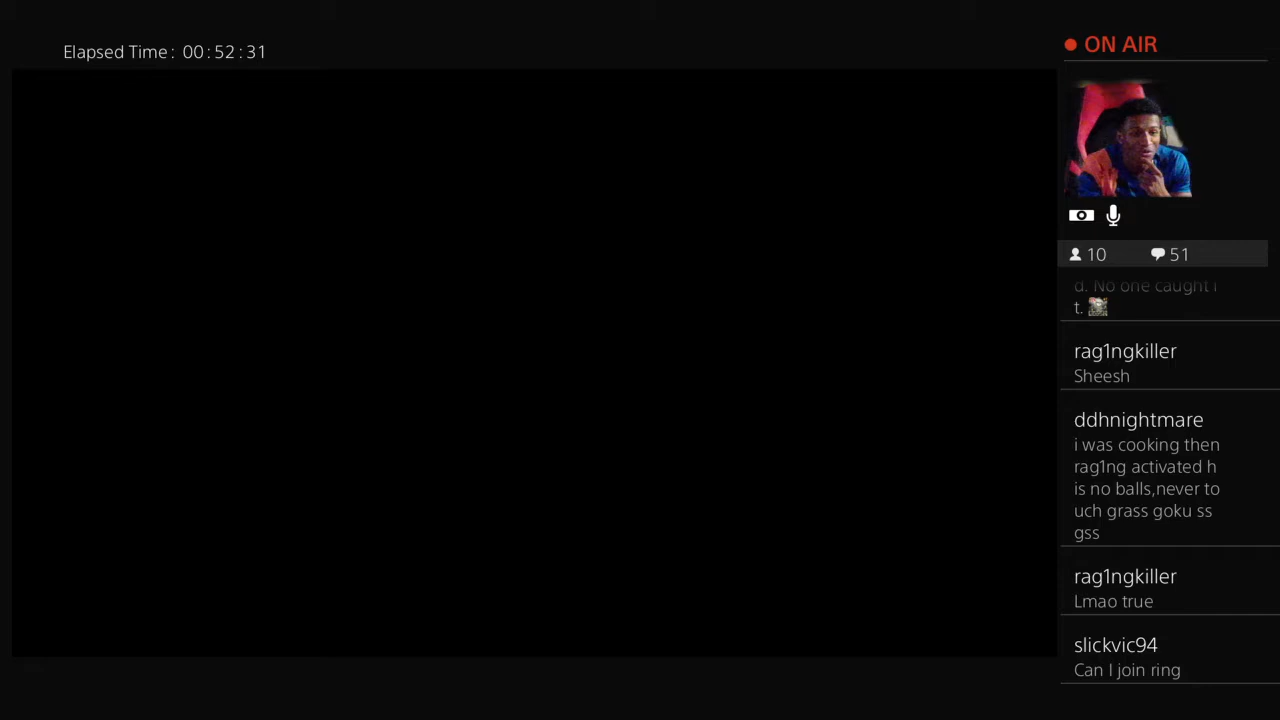 Elapsed Time: 00:52:31
ON AIR
10 51
d. No one caught i
t.
rag1ngkiller
Sheesh
ddhnightmare
i was cooking then
rag1ng activated h
is no balls,never to
uch grass goku ss
gss
rag1ngkiller
Lmao true
slickvic94
Can I join ring